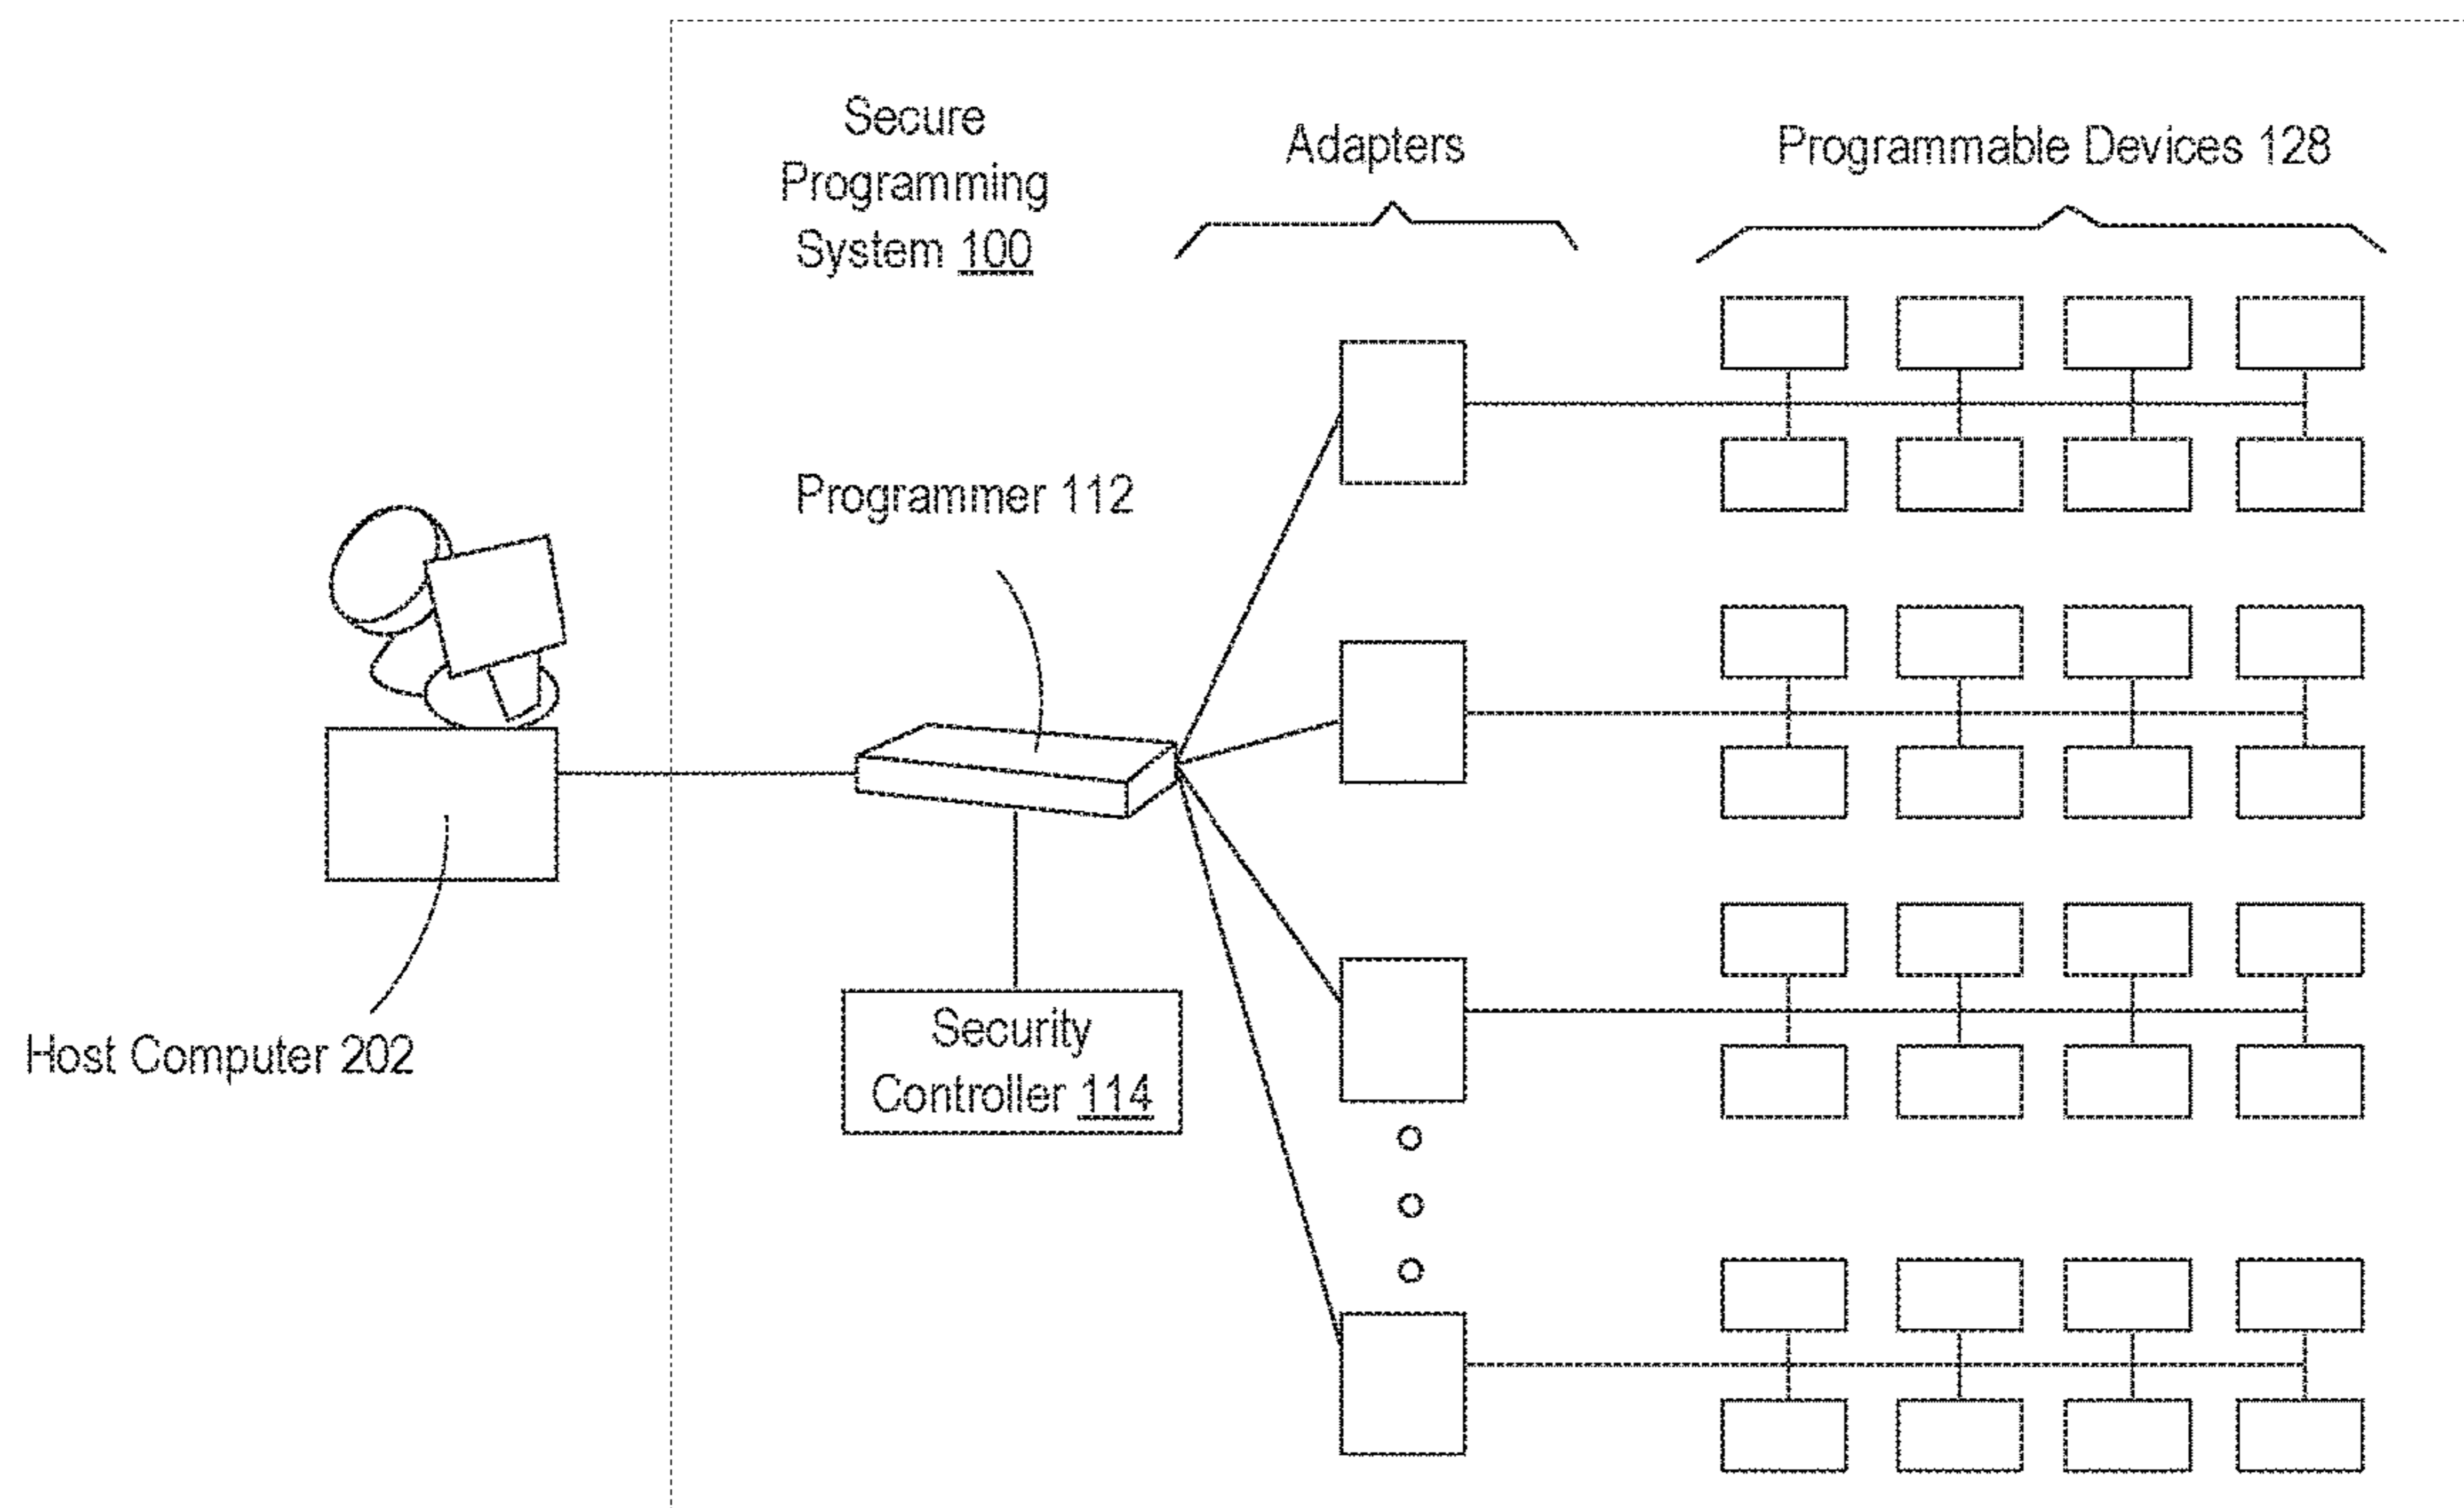 Secure
Programming
System 100
Adapters
Programmable Devices 128
Programmer 112
Host Computer 202
Security
Controller 114